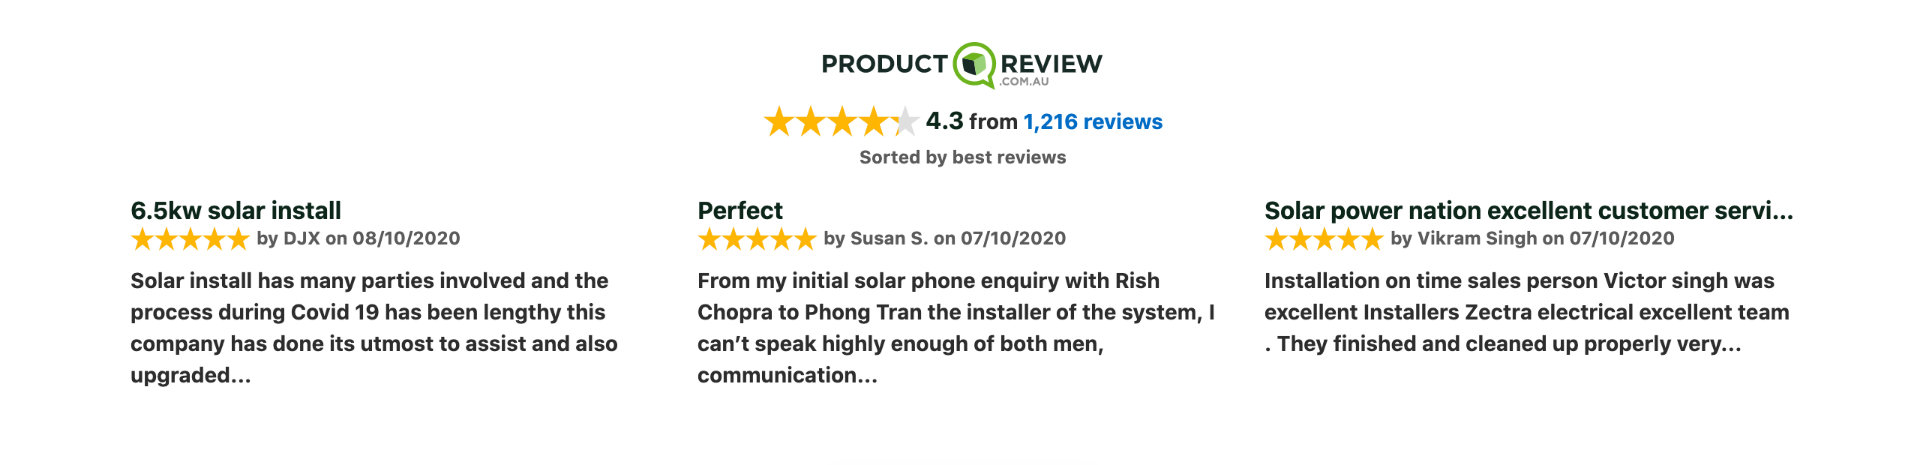 PRODUCT REVIEW
.COM.AU
4.3 from 1,216 reviews
Sorted by best reviews
6.5kw solar install
by DJX on 08/10/2020
Solar install has many parties involved and the
process during Covid 19 has been lengthy this
company has done its utmost to assist and also
upgraded...
Perfect
by Susan S. on 07/10/2020
From my initial solar phone enquiry with Rish
Chopra to Phong Tran the installer of the system, I
can’t speak highly enough of both men,
communication...
Solar power nation excellent customer servi...
by Vikram Singh on 07/10/2020
Installation on time sales person Victor singh was
excellent Installers Zectra electrical excellent team
. They finished and cleaned up properly very...